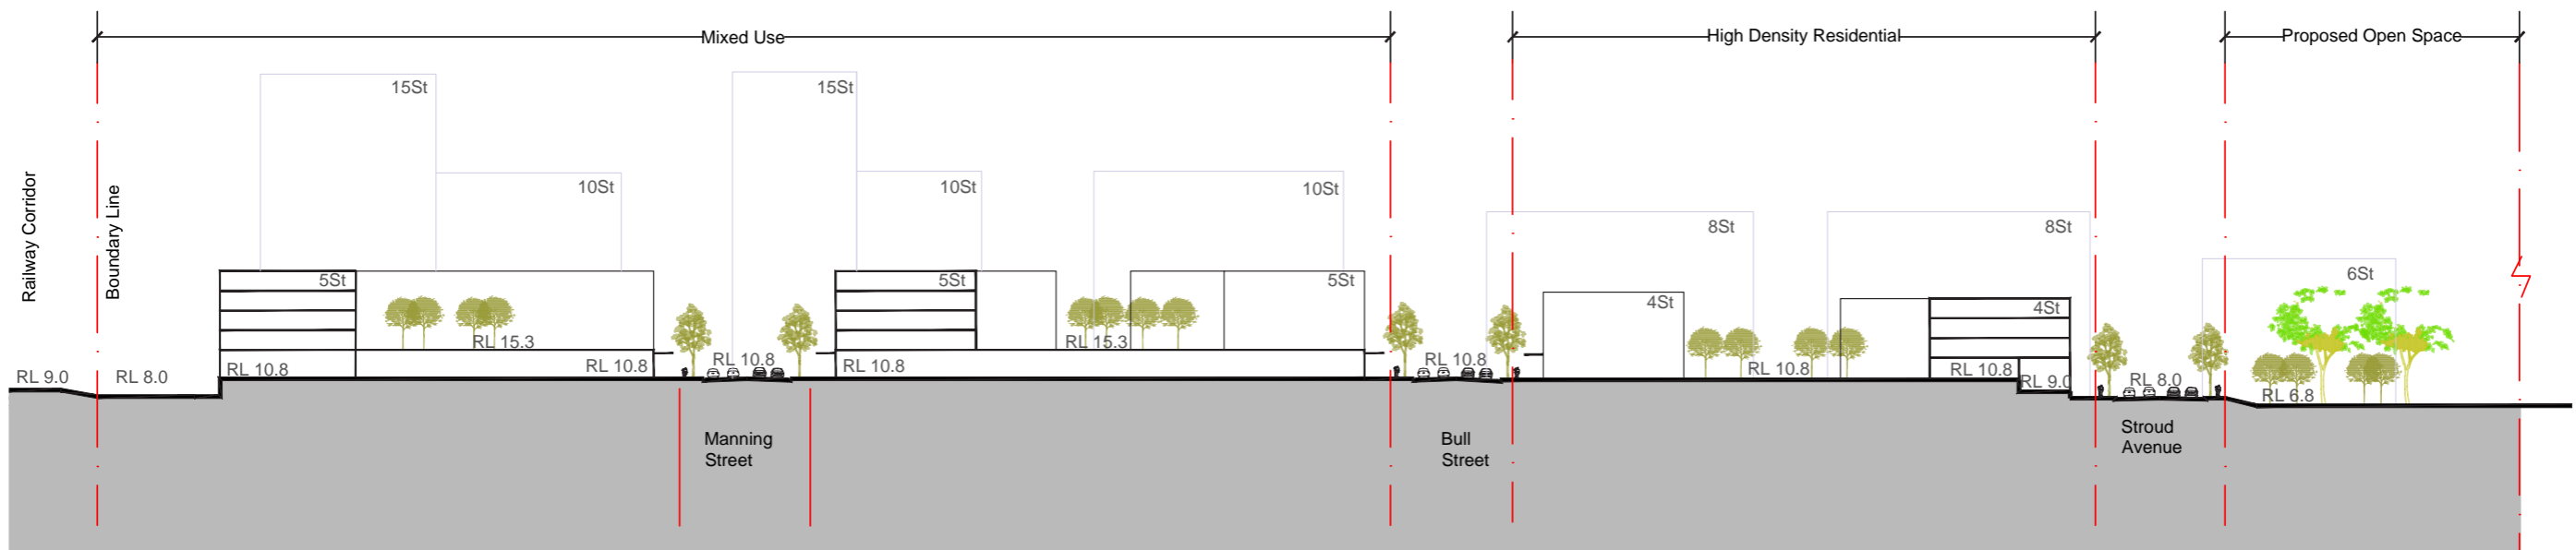 Mixed Use
High Density Residential
Proposed Open Space
Railway Corridor
Boundary Line
15St
10St
15St
10St
10St
8St
8St
6St
5St
5St
5St
4St
4St
RL 15.3
RL 15.3
RL 9.0
RL 8.0
RL 10.8
RL 10.8
RL 10.8
RL 10.8
RL 10.8
RL 10.8
RL 10.8
RL 9.0
RL 8.0
RL 6.8
Manning
Street
Bull
Street
Stroud
Avenue